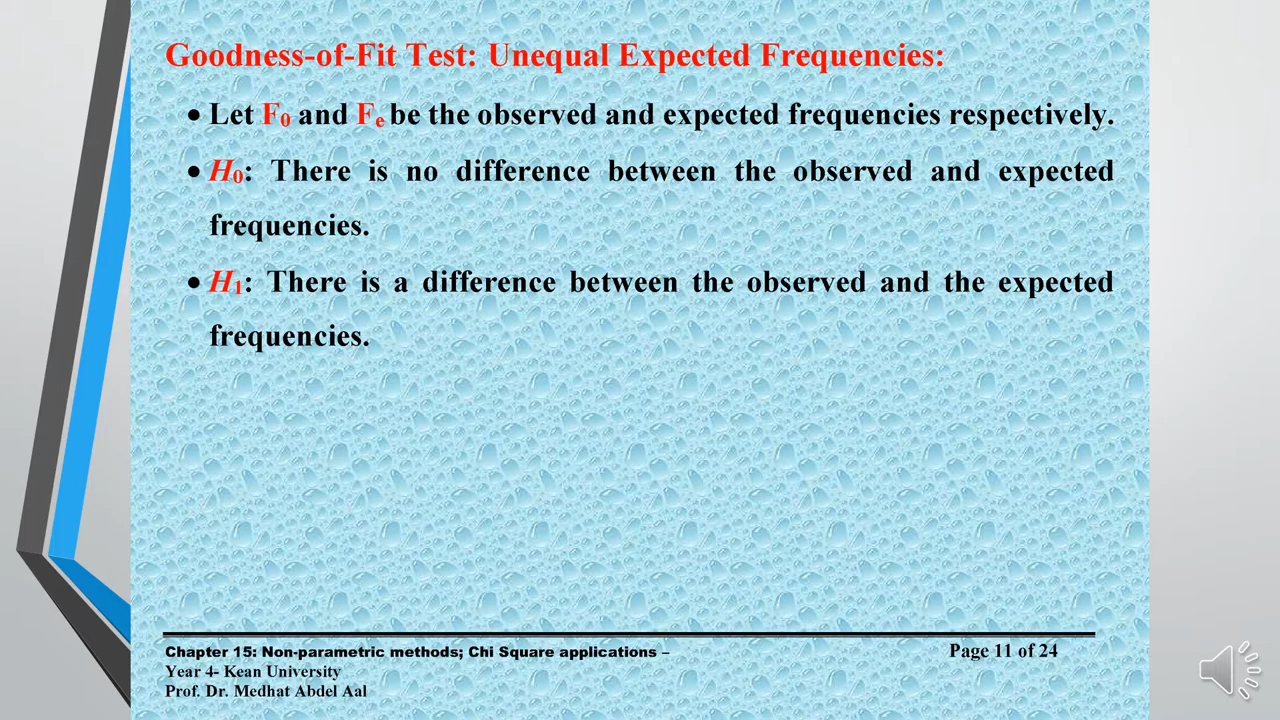 Goodness-of-Fit Test: Unequal Expected Frequencies:
• Let F₀ and Fₑ be the observed and expected frequencies respectively.
• H₀: There is no difference between the observed and expected
frequencies.
• H₁: There is a difference between the observed and the expected
frequencies.
Chapter 15: Non-parametric methods; Chi Square applications – Page 11 of 24
Year 4- Kean University
Prof. Dr. Medhat Abdel Aal